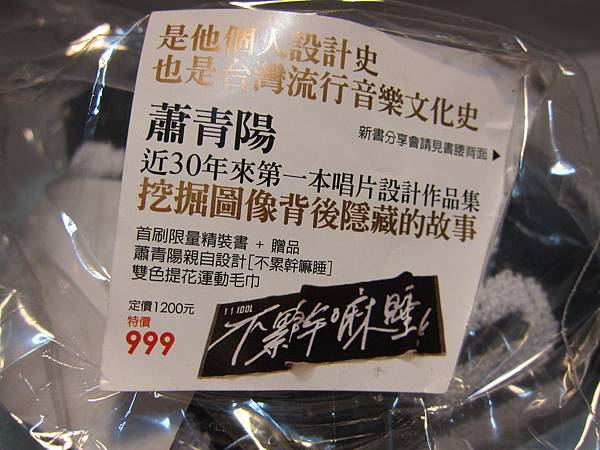 是他個人設計史
也是台灣流行音樂文化史
蕭青陽
新書分享會請見書腰背面▶
近30年來第一本唱片設計作品集
挖掘圖像背後隱藏的故事
首刷限量精裝書 + 贈品
蕭青陽親自設計[不累幹嘛睡]
雙色提花運動毛巾
定價1200元
特價
999
11 IDOL
不累幹嘛睡!